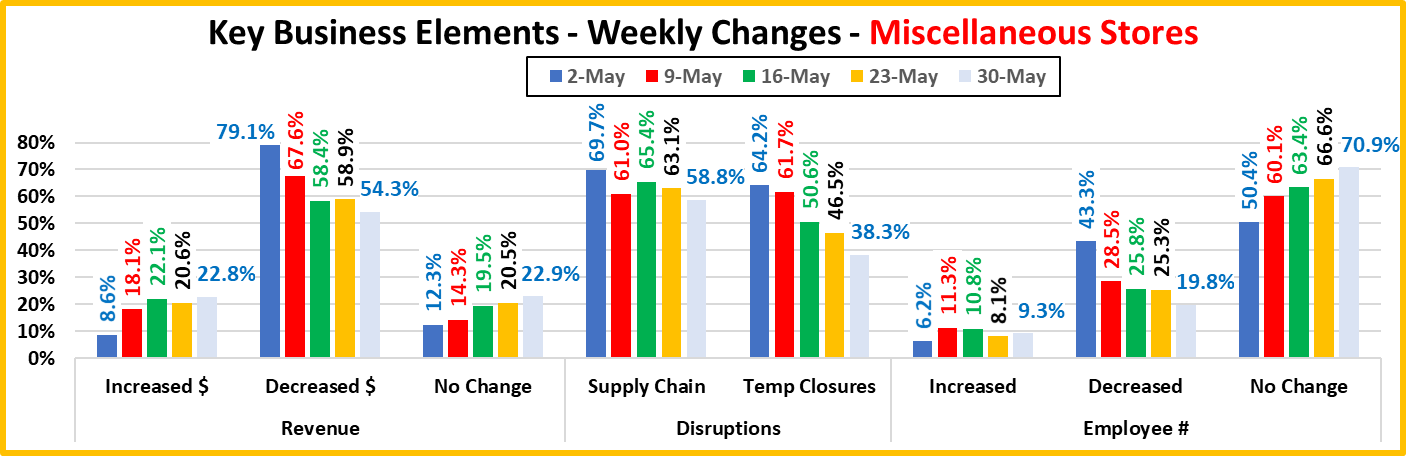 Key Business Elements - Weekly Changes - Miscellaneous Stores
2-May 9-May 16-May 23-May 30-May
80%
70%
60%
50%
40%
30%
20%
10%
0%
8.6% 18.1% 22.1% 20.6% 22.8%
79.1% 67.6% 58.4% 58.9% 54.3%
12.3% 14.3% 19.5% 20.5% 22.9%
69.7% 61.0% 65.4% 63.1% 58.8%
64.2% 61.7% 50.6% 46.5% 38.3%
6.2% 11.3% 10.8% 8.1% 9.3%
43.3% 28.5% 25.8% 25.3% 19.8%
50.4% 60.1% 63.4% 66.6% 70.9%
Increased $ Decreased $ No Change Supply Chain Temp Closures Increased Decreased No Change
Revenue Disruptions Employee #